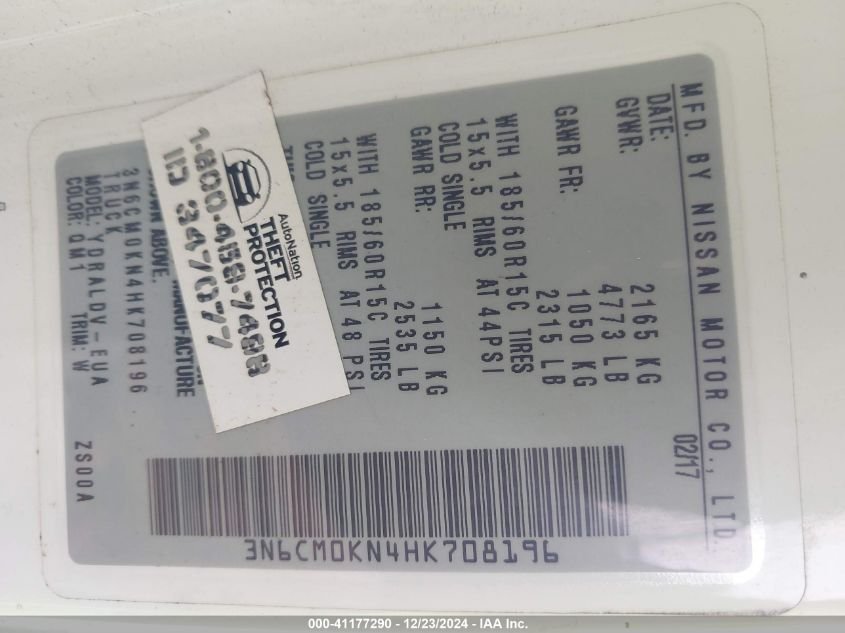 MFD. BY NISSAN MOTOR CO., LTD.
DATE: 02/17
GVWR: 2165 KG
4773 LB
GAWR FR: 1050 KG
2315 LB
WITH 185/60R15C TIRES
15x5.5 RIMS AT 44PSI
COLD SINGLE
GAWR RR: 1150 KG
2535 LB
WITH 185/60R15C TIRES
15x5.5 RIMS AT 48 PSI
COLD SINGLE
MANUFACTURE
SHOWN ABOVE.
3N6CM0KN4HK708196
TRUCK
MODEL: YDRALDV-EUA
COLOR: QM1 TRIM: W ZS00A
3N6CM0KN4HK708196
AutoNation
THEFT
PROTECTION
1-800-458-7488
ID 347077
000-41177290 - 12/23/2024 - IAA Inc.